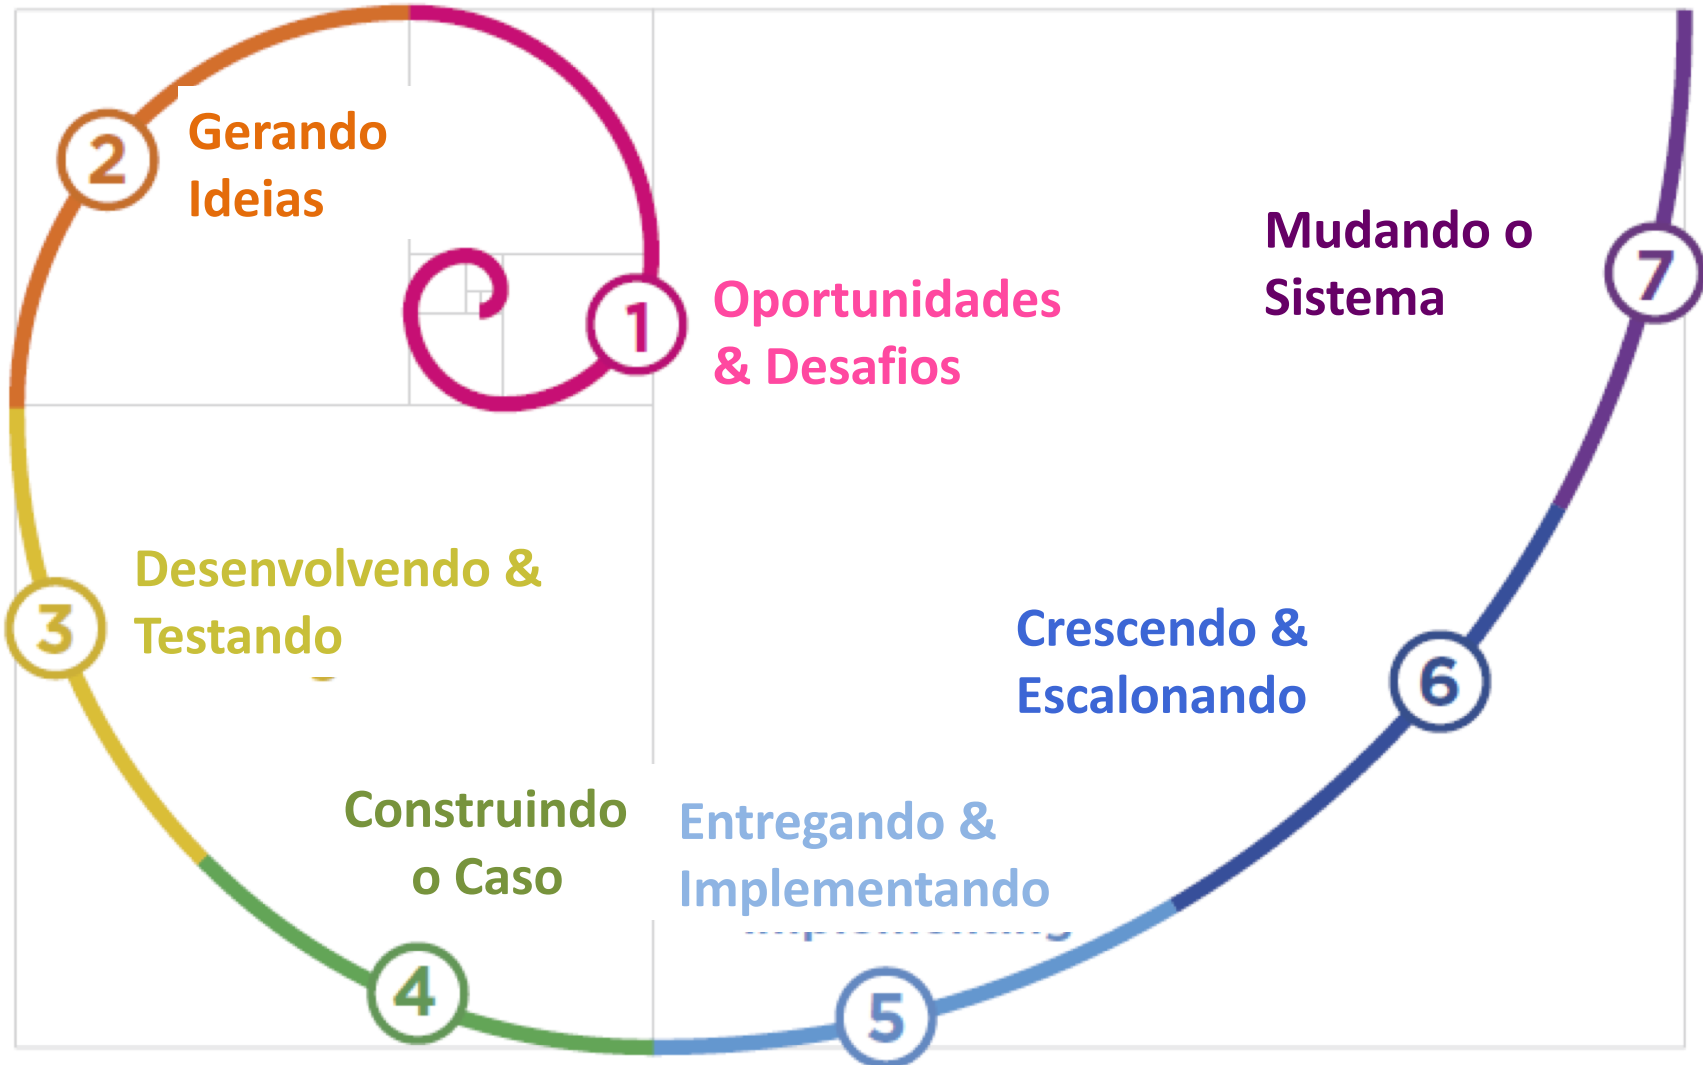 1
Oportunidades
& Desafios
2
Gerando
Ideias
3
Desenvolvendo &
Testando
4
Construindo
o Caso
5
Entregando &
Implementando
6
Crescendo &
Escalonando
7
Mudando o
Sistema